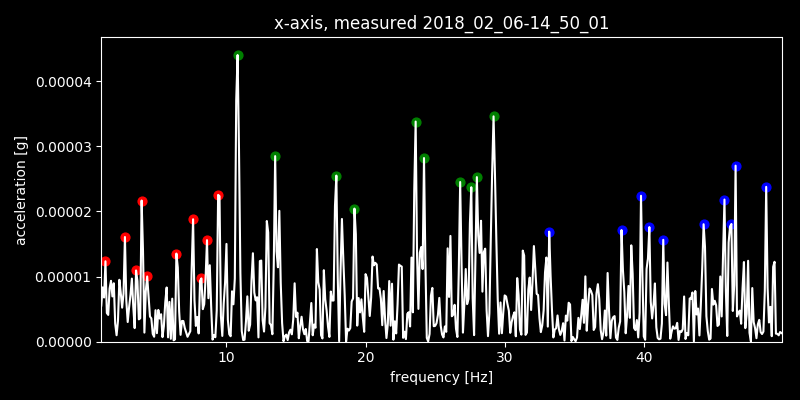 x-axis, measured 2018_02_06-14_50_01
acceleration [g]
0.00004
0.00003
0.00002
0.00001
0.00000
10 20 30 40
frequency [Hz]